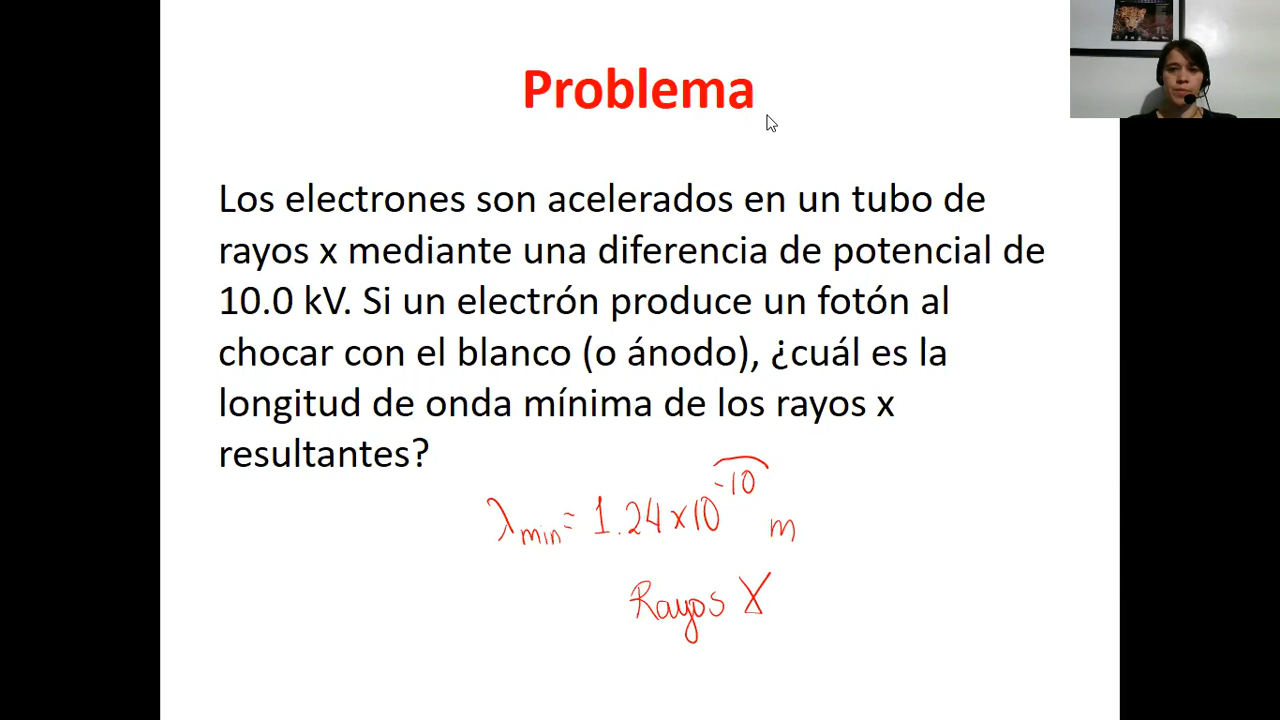 Problema
Los electrones son acelerados en un tubo de
rayos x mediante una diferencia de potencial de
10.0 kV. Si un electrón produce un fotón al
chocar con el blanco (o ánodo), ¿cuál es la
longitud de onda mínima de los rayos x
resultantes?
λmin = 1.24 x 10⁻¹⁰ m
Rayos X